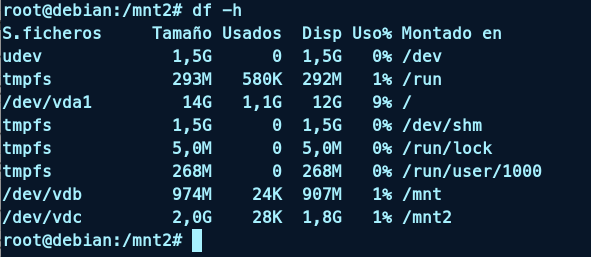 root@debian:/mnt2# df -h
S.ficheros     Tamaño Usados  Disp Uso% Montado en
udev             1,5G      0  1,5G   0% /dev
tmpfs            293M   580K  292M   1% /run
/dev/vda1         14G   1,1G   12G   9% /
tmpfs            1,5G      0  1,5G   0% /dev/shm
tmpfs            5,0M      0  5,0M   0% /run/lock
tmpfs            268M      0  268M   0% /run/user/1000
/dev/vdb         974M    24K  907M   1% /mnt
/dev/vdc         2,0G    28K  1,8G   1% /mnt2
root@debian:/mnt2#